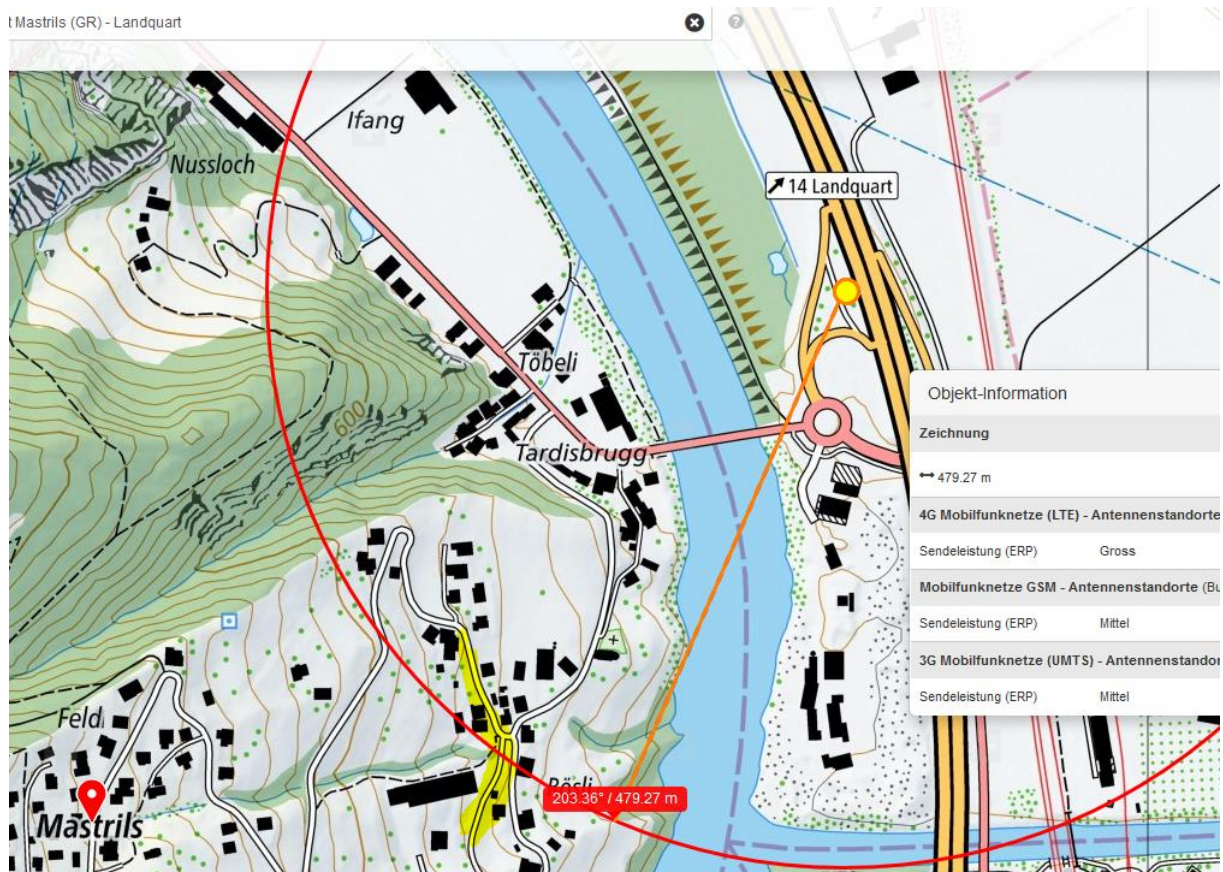 t Mastrils (GR) - Landquart
Ifang
Nussloch
14 Landquart
Töbeli
600
Tardisbrugg
Objekt-Information
Zeichnung
479.27 m
4G Mobilfunknetze (LTE) - Antennenstandorte
Sendeleistung (ERP) Gross
Mobilfunknetze GSM - Antennenstandorte (Bu
Sendeleistung (ERP) Mittel
3G Mobilfunknetze (UMTS) - Antennenstandor
Sendeleistung (ERP) Mittel
Feld
203.36° / 479.27 m
Mastrils